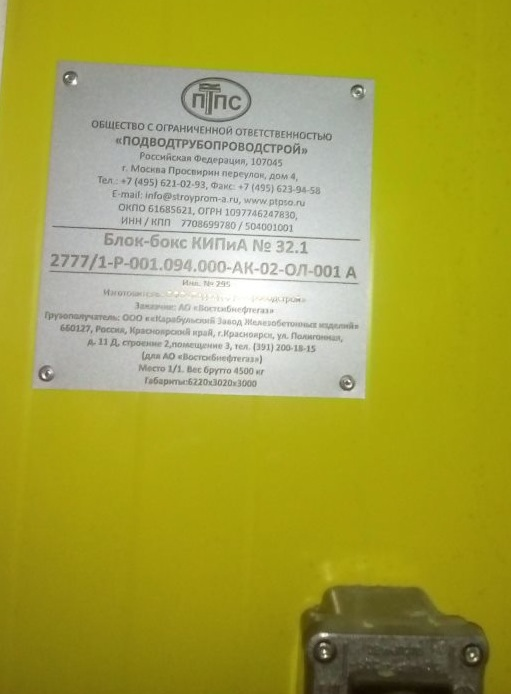 ПТПС
ОБЩЕСТВО С ОГРАНИЧЕННОЙ ОТВЕТСТВЕННОСТЬЮ
«ПОДВОДТРУБОПРОВОДСТРОЙ»
Российская Федерация, 107045
г. Москва Просвирин переулок, дом 4,
Тел.: +7 (495) 621-02-93, Факс: +7 (495) 623-94-58
E-mail: info@stroyprom-a.ru, www.ptpso.ru
ОКПО 61685621, ОГРН 1097746247830,
ИНН / КПП 7708699780 / 504001001
Блок-бокс КИПиА № 32.1
2777/1-Р-001.094.000-АК-02-ОЛ-001 А
Инв. № 295
Изготовитель:
Заказчик: АО «Востсибнефтегаз»
Грузополучатель: ООО ««Карабульский Завод Железобетонных изделий»
660127, Россия, Красноярский край, г.Красноярск, ул. Полигонная,
д. 11 Д, строение 2,помещение 3, тел. (391) 200-18-15
(для АО «Востсибнефтегаз»)
Место 1/1. Вес брутто 4500 кг
Габариты:6220х3020х3000